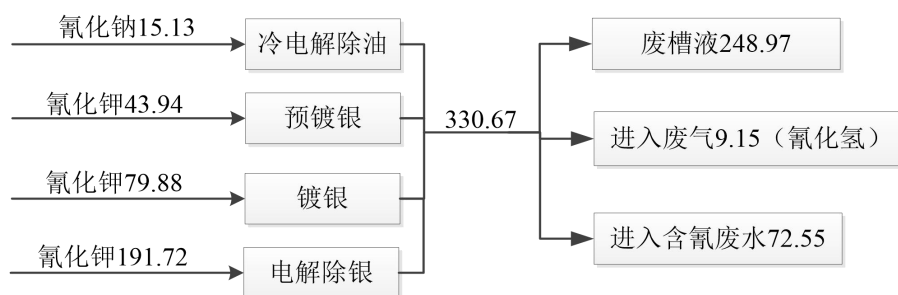 氰化钠15.13
冷电解除油
氰化钾43.94
预镀银
氰化钾79.88
镀银
氰化钾191.72
电解除银
330.67
废槽液248.97
进入废气9.15（氰化氢）
进入含氰废水72.55